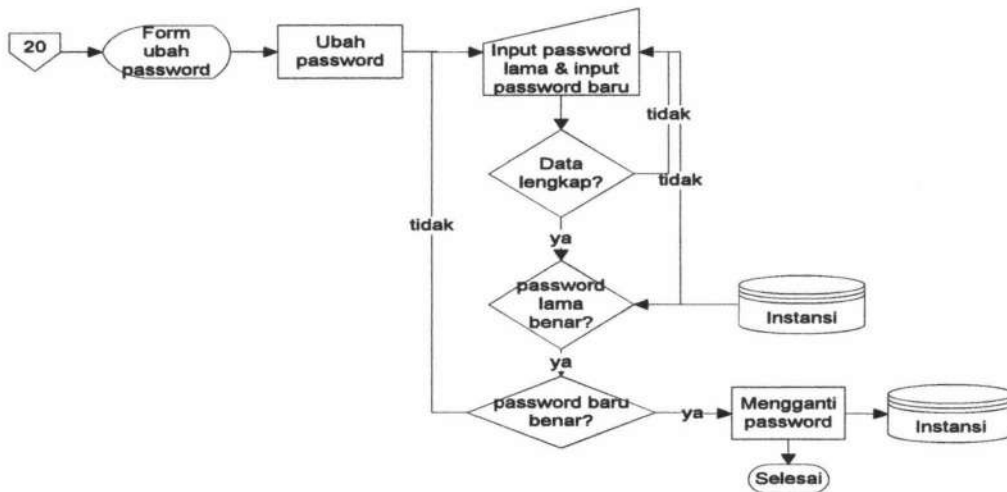 20
Form
ubah
password
Ubah
password
Input password
lama & input
password baru
tidak
Data
lengkap?
tidak
tidak
ya
password
lama
benar?
Instansi
ya
password baru
benar?
ya
Mengganti
password
Instansi
Selesai